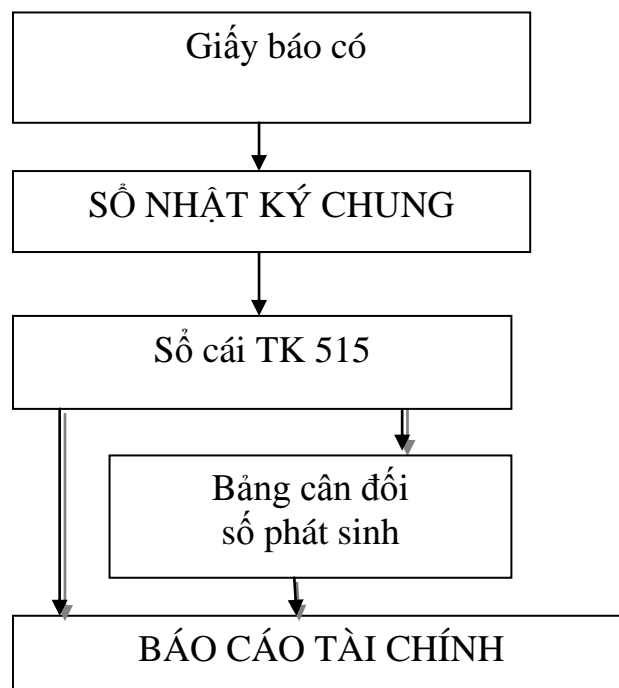 Giấy báo có
SỔ NHẬT KÝ CHUNG
Sổ cái TK 515
Bảng cân đối
số phát sinh
BÁO CÁO TÀI CHÍNH